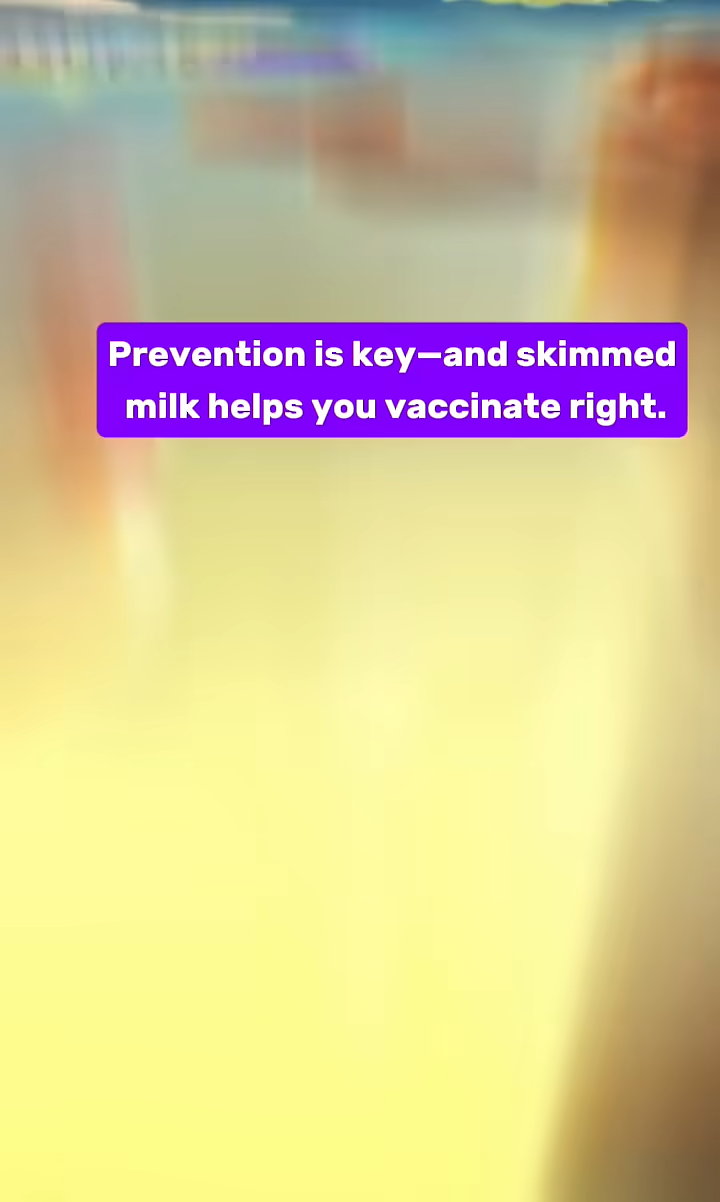 Prevention is key—and skimmed
milk helps you vaccinate right.